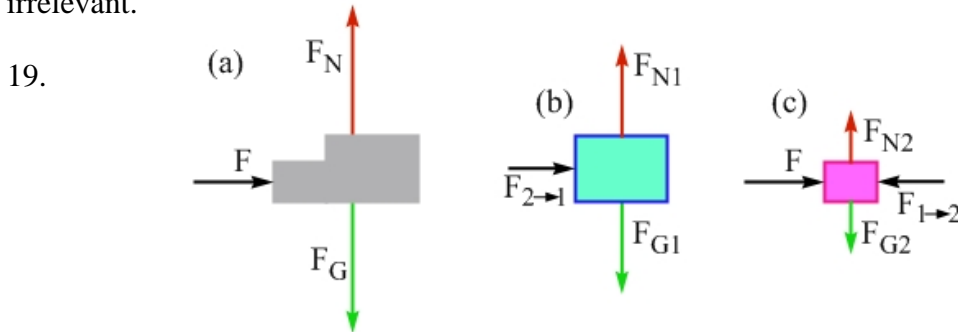 irrelevant.
19.
(a)
F_N
F
F_G
(b)
F_N1
F_2→1
F_G1
(c)
F_N2
F
F_1→2
F_G2